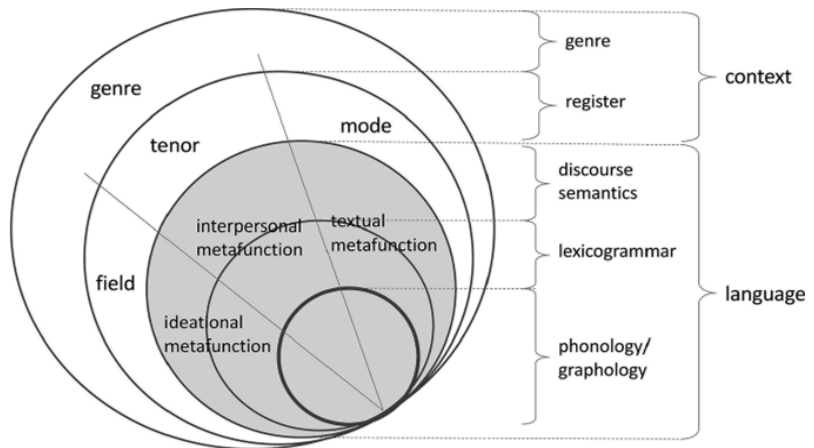 genre
tenor
mode
field
interpersonal
metafunction
textual
metafunction
ideational
metafunction
genre
register
discourse
semantics
lexicogrammar
phonology/
graphology
context
language